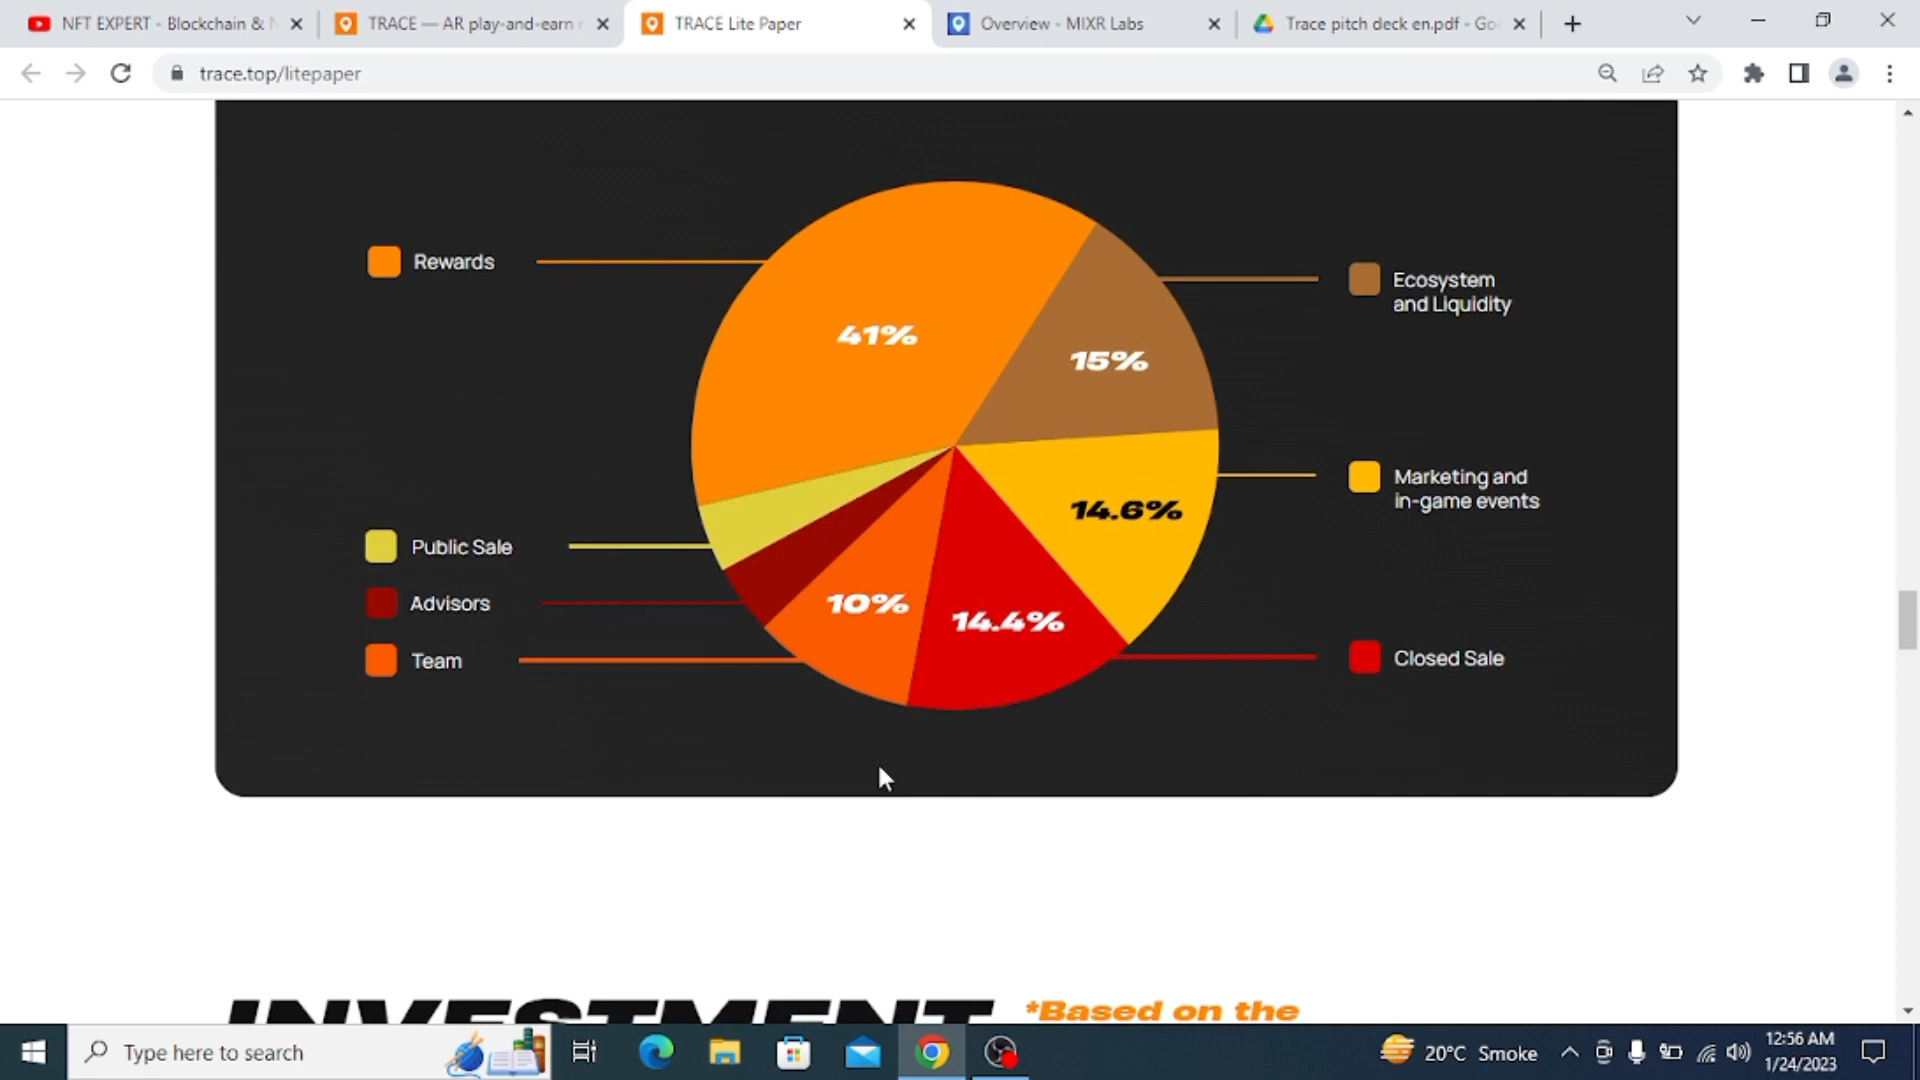 NFT EXPERT - Blockchain &
TRACE — AR play-and-earn
TRACE Lite Paper
Overview - MIXR Labs
Trace pitch deck en.pdf - Goo
trace.top/litepaper
Rewards
Ecosystem
and Liquidity
41%
15%
Marketing and
in-game events
14.6%
Public Sale
Advisors
10%
14.4%
Team
Closed Sale
INVESTMENT
*Based on the
Type here to search
20°C Smoke
12:56 AM
1/24/2023